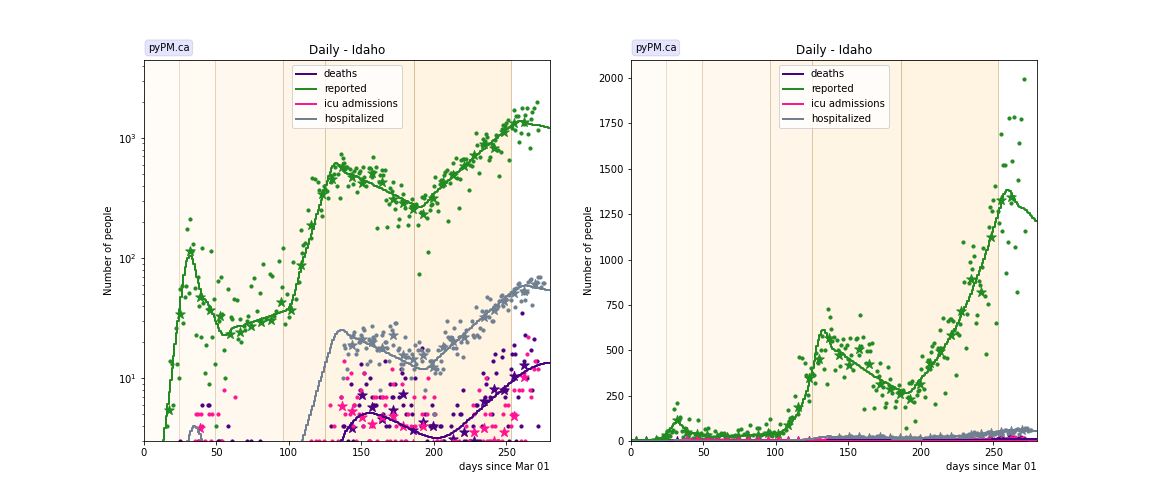 pyPM.ca
Daily - Idaho
deaths
reported
icu admissions
hospitalized
Number of people
10³
10²
10¹
0
50
100
150
200
250
days since Mar 01
pyPM.ca
Daily - Idaho
deaths
reported
icu admissions
hospitalized
Number of people
2000
1750
1500
1250
1000
750
500
250
0
0
50
100
150
200
250
days since Mar 01